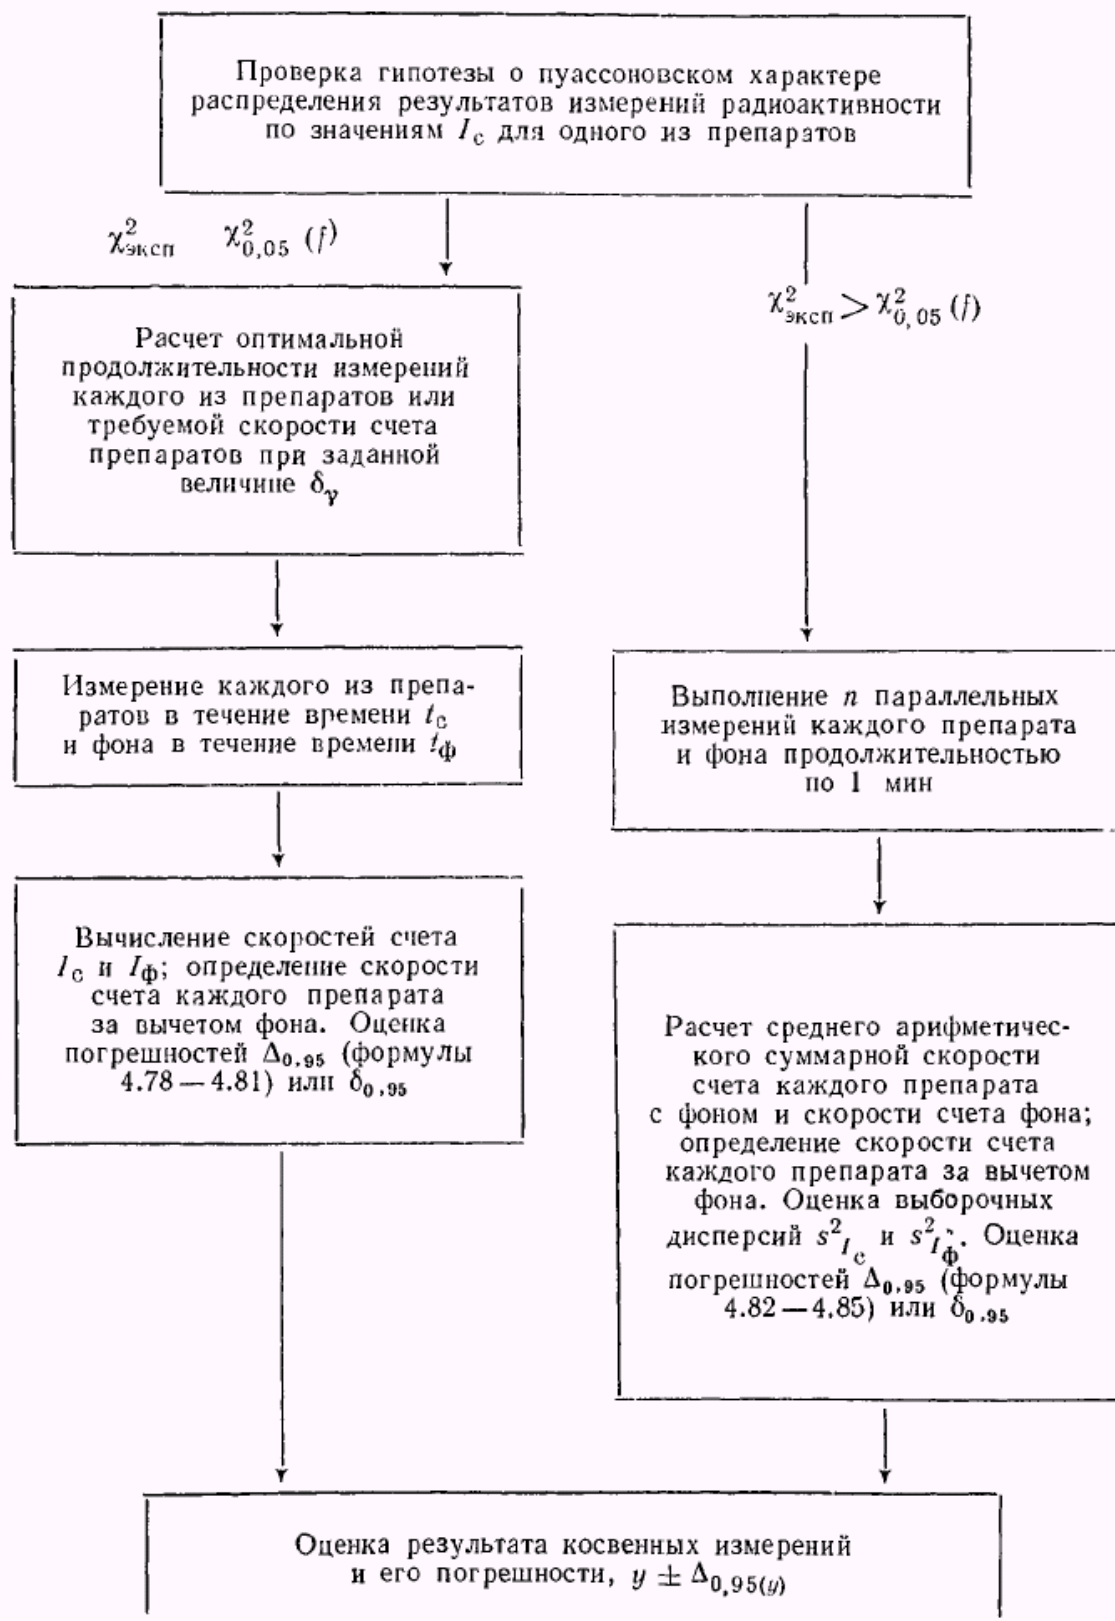 Проверка гипотезы о пуассоновском характере
распределения результатов измерений радиоактивности
по значениям I_с для одного из препаратов
χ²_эксп χ²_0,05 (f)
χ²_эксп > χ²_0,05 (f)
Расчет оптимальной
продолжительности измерений
каждого из препаратов или
требуемой скорости счета
препаратов при заданной
величине δ_γ
Измерение каждого из препа-
ратов в течение времени t_с
и фона в течение времени t_ф
Выполнение n параллельных
измерений каждого препарата
и фона продолжительностью
по 1 мин
Вычисление скоростей счета
I_с и I_ф; определение скорости
счета каждого препарата
за вычетом фона. Оценка
погрешностей Δ_0,95 (формулы
4.78—4.81) или δ_0,95
Расчет среднего арифметичес-
кого суммарной скорости
счета каждого препарата
с фоном и скорости счета фона;
определение скорости счета
каждого препарата за вычетом
фона. Оценка выборочных
дисперсий s²_I_с и s²_I_ф. Оценка
погрешностей Δ_0,95 (формулы
4.82—4.85) или δ_0,95
Оценка результата косвенных измерений
и его погрешности, y ± Δ_0,95(y)